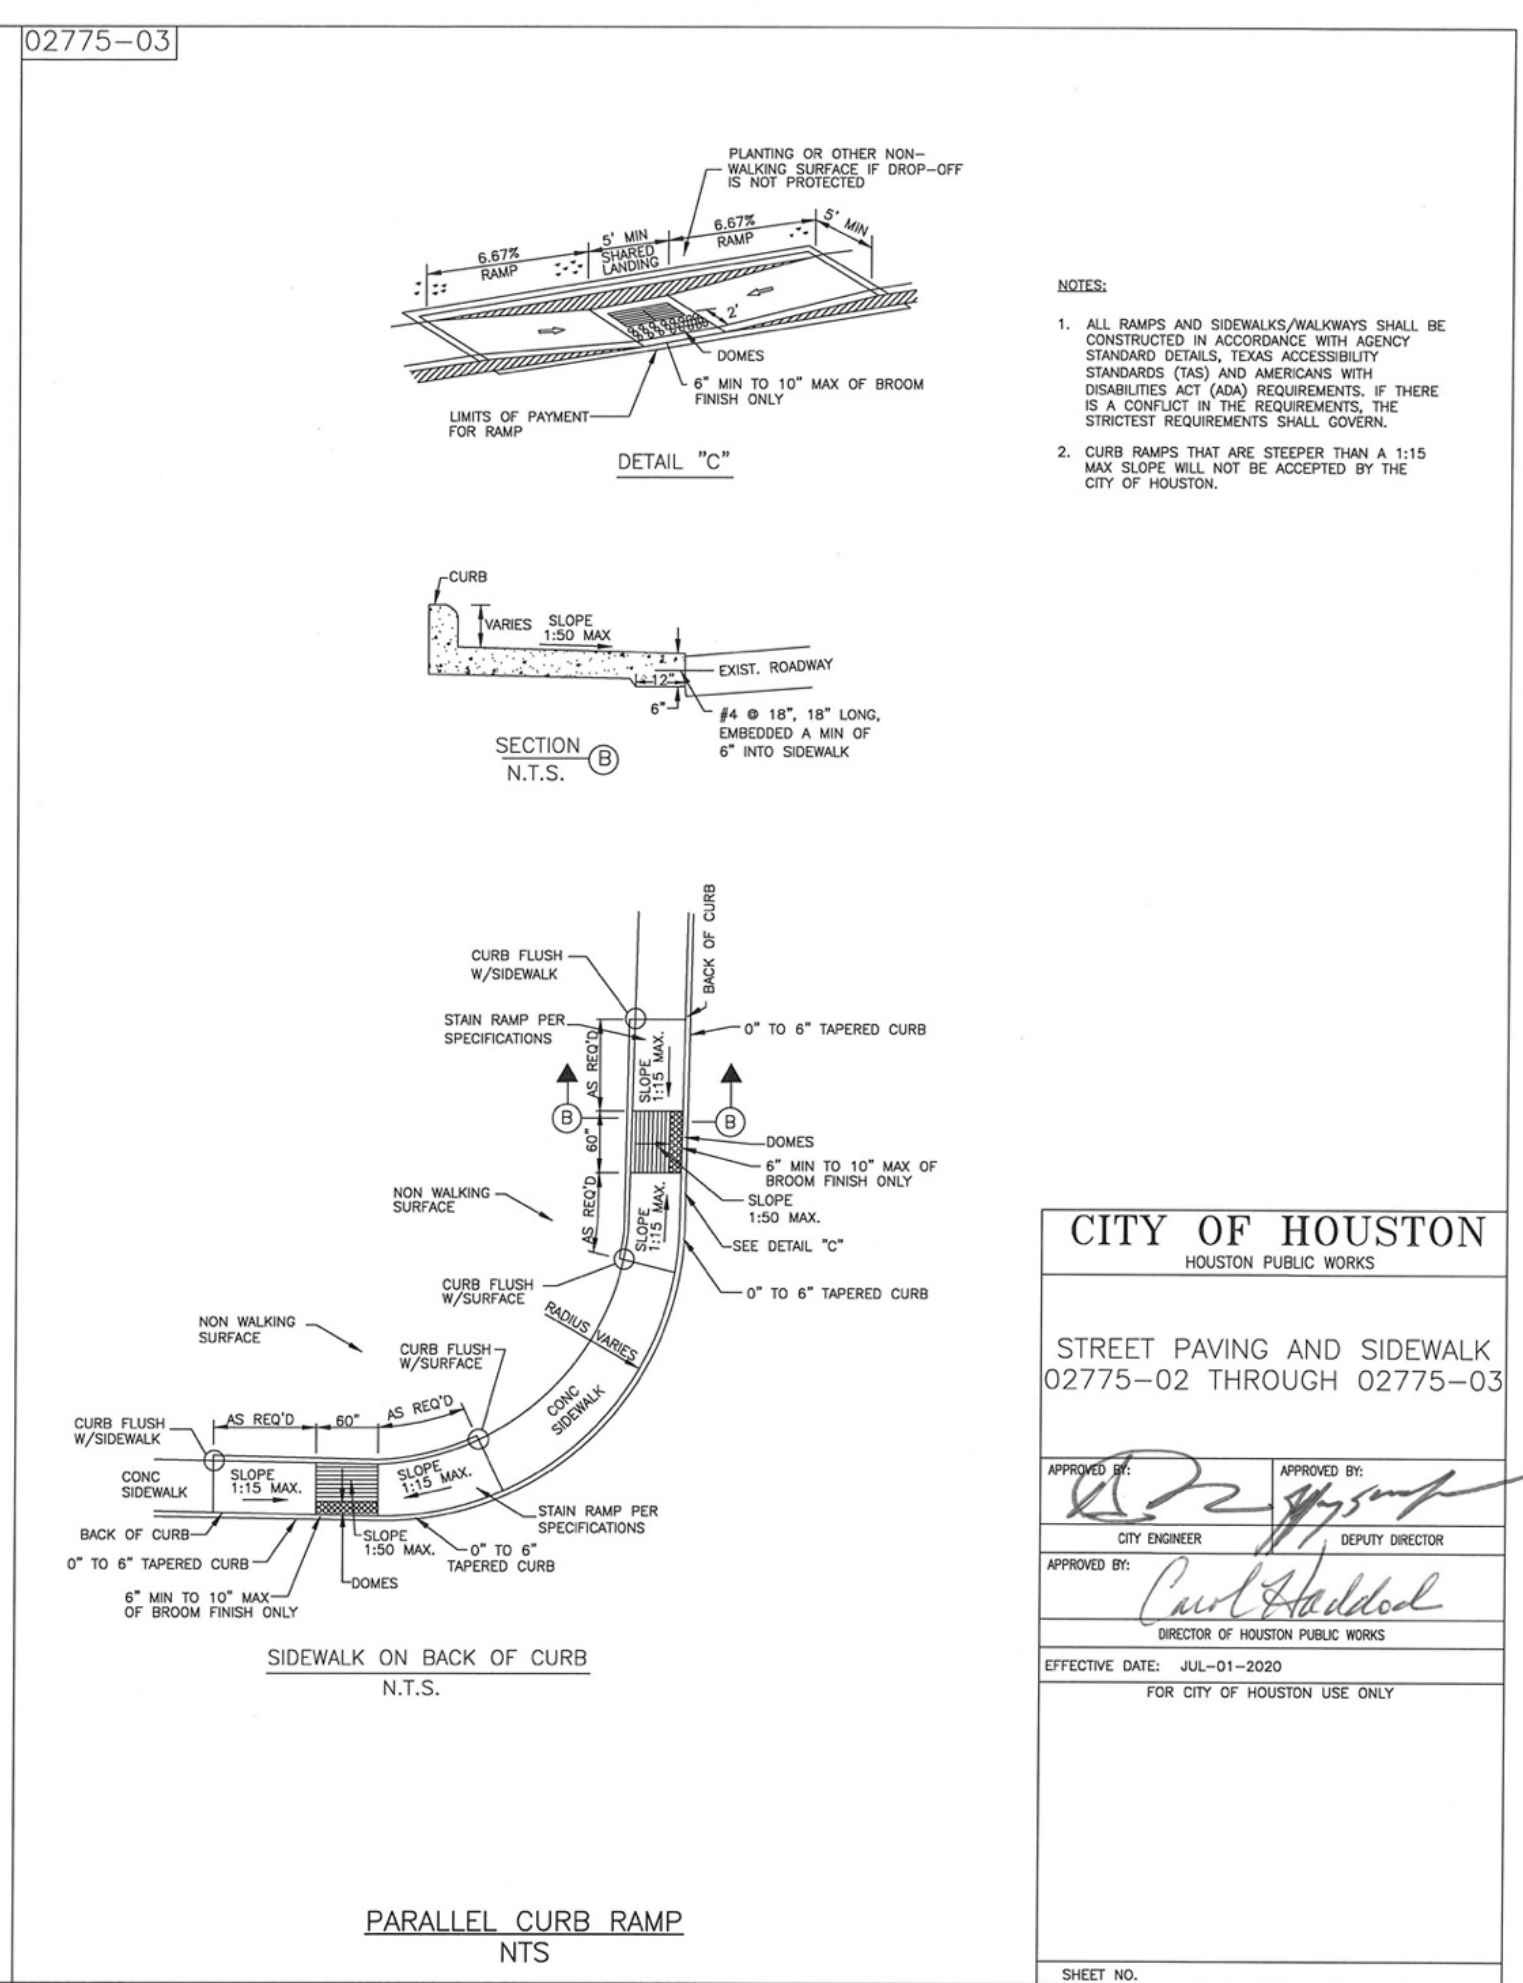 02775-03
PLANTING OR OTHER NON-
WALKING SURFACE IF DROP-OFF
IS NOT PROTECTED
6.67%
RAMP
5' MIN
SHARED
LANDING
6.67%
RAMP
5' MIN
2'
DOMES
6" MIN TO 10" MAX OF BROOM
FINISH ONLY
LIMITS OF PAYMENT
FOR RAMP
DETAIL "C"
NOTES:
1. ALL RAMPS AND SIDEWALKS/WALKWAYS SHALL BE
CONSTRUCTED IN ACCORDANCE WITH AGENCY
STANDARD DETAILS, TEXAS ACCESSIBILITY
STANDARDS (TAS) AND AMERICANS WITH
DISABILITIES ACT (ADA) REQUIREMENTS. IF THERE
IS A CONFLICT IN THE REQUIREMENTS, THE
STRICTEST REQUIREMENTS SHALL GOVERN.
2. CURB RAMPS THAT ARE STEEPER THAN A 1:15
MAX SLOPE WILL NOT BE ACCEPTED BY THE
CITY OF HOUSTON.
CURB
VARIES
SLOPE
1:50 MAX
EXIST. ROADWAY
12"
6"
#4 @ 18", 18" LONG,
EMBEDDED A MIN OF
6" INTO SIDEWALK
SECTION B
N.T.S.
BACK OF CURB
CURB FLUSH
W/SIDEWALK
STAIN RAMP PER
SPECIFICATIONS
0" TO 6" TAPERED CURB
AS REQ'D
SLOPE
1:15 MAX.
B
B
60"
DOMES
6" MIN TO 10" MAX OF
BROOM FINISH ONLY
SLOPE
1:50 MAX.
AS REQ'D
SLOPE
1:15 MAX.
NON WALKING
SURFACE
SEE DETAIL "C"
CURB FLUSH
W/SURFACE
0" TO 6" TAPERED CURB
RADIUS VARIES
NON WALKING
SURFACE
CURB FLUSH
W/SURFACE
CONC
SIDEWALK
CURB FLUSH
W/SIDEWALK
AS REQ'D
60"
AS REQ'D
CONC
SIDEWALK
SLOPE
1:15 MAX.
SLOPE
1:15 MAX.
STAIN RAMP PER
SPECIFICATIONS
BACK OF CURB
SLOPE
1:50 MAX.
0" TO 6"
TAPERED CURB
0" TO 6" TAPERED CURB
DOMES
6" MIN TO 10" MAX
OF BROOM FINISH ONLY
SIDEWALK ON BACK OF CURB
N.T.S.
PARALLEL CURB RAMP
NTS
CITY OF HOUSTON
HOUSTON PUBLIC WORKS
STREET PAVING AND SIDEWALK
02775-02 THROUGH 02775-03
APPROVED BY:
CITY ENGINEER
APPROVED BY:
DEPUTY DIRECTOR
APPROVED BY:
Carol Haddock
DIRECTOR OF HOUSTON PUBLIC WORKS
EFFECTIVE DATE: JUL-01-2020
FOR CITY OF HOUSTON USE ONLY
SHEET NO.